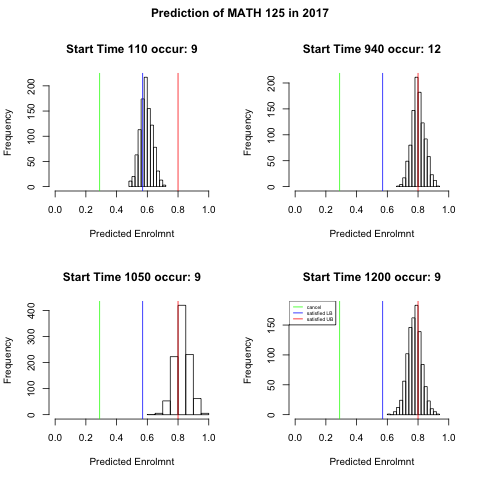 Prediction of MATH 125 in 2017
Start Time 110 occur: 9
Frequency
0 50 100 150 200
0.0 0.2 0.4 0.6 0.8 1.0
Predicted Enrolmnt
Start Time 940 occur: 12
Frequency
0 50 100 150 200
0.0 0.2 0.4 0.6 0.8 1.0
Predicted Enrolmnt
Start Time 1050 occur: 9
Frequency
0 100 200 300 400
0.0 0.2 0.4 0.6 0.8 1.0
Predicted Enrolmnt
Start Time 1200 occur: 9
cancel
satisfied LB
satisfied UB
Frequency
0 50 100 150
0.0 0.2 0.4 0.6 0.8 1.0
Predicted Enrolmnt